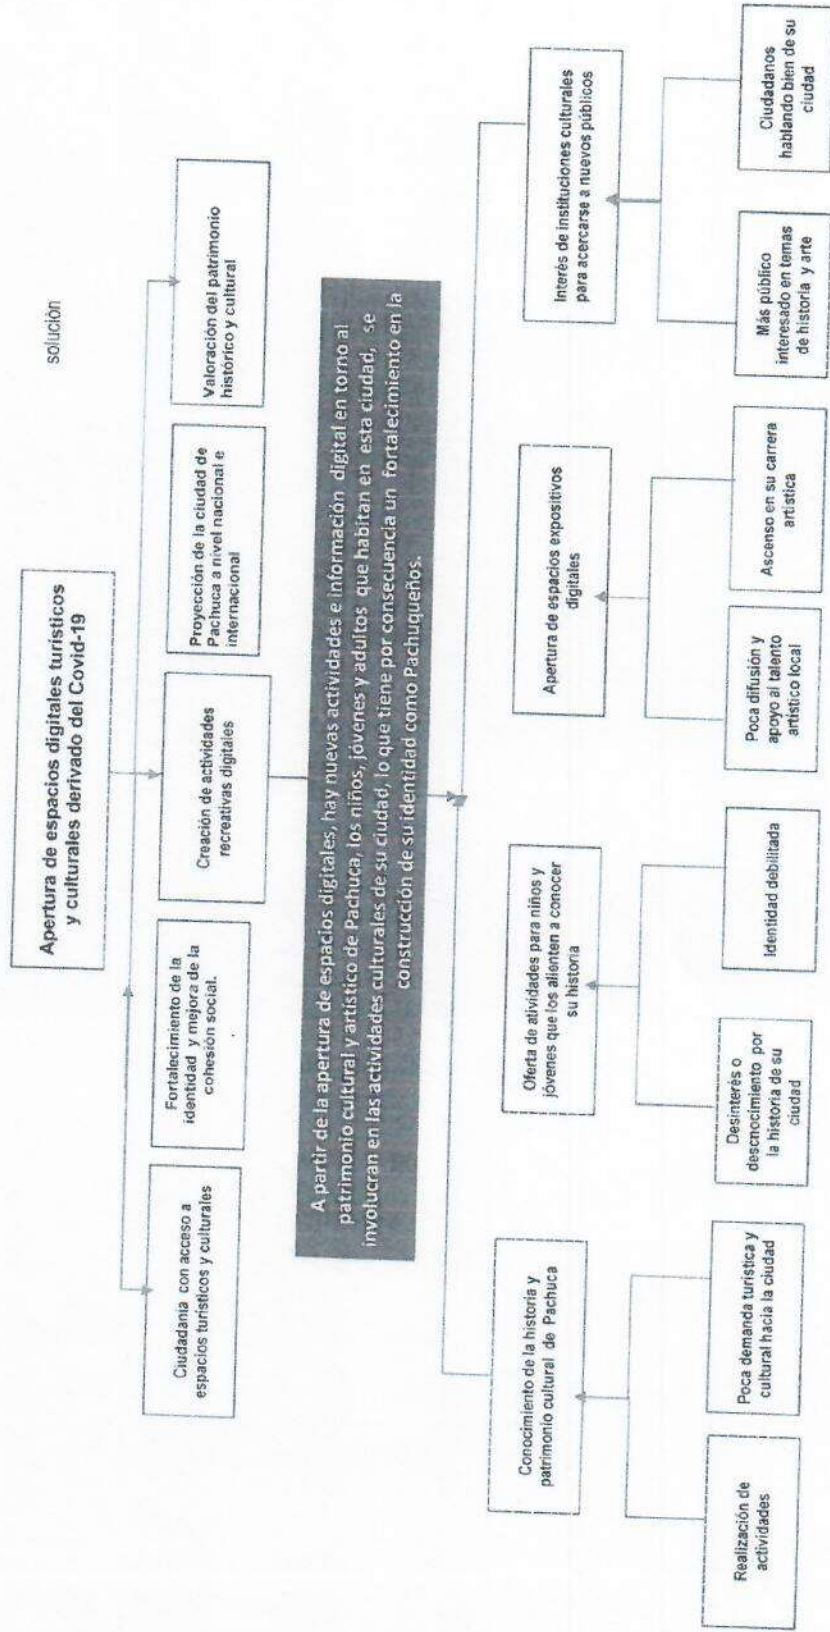 solución
Apertura de espacios digitales turísticos
y culturales derivado del Covid-19
Ciudadanía con acceso a
espacios turísticos y culturales
Fortalecimiento de la
identidad y mejora de la
cohesión social.
Creación de actividades
recreativas digitales
Proyección de la ciudad de
Pachuca a nivel nacional e
internacional
Valoración del patrimonio
histórico y cultural
A partir de la apertura de espacios digitales, hay nuevas actividades e información digital en torno al
patrimonio cultural y artístico de Pachuca, los niños, jóvenes y adultos que habitan en esta ciudad, se
involucran en las actividades culturales de su ciudad, lo que tiene por consecuencia un fortalecimiento en la
construcción de su identidad como Pachuqueños.
Conocimiento de la historia y
patrimonio cultural de Pachuca
Oferta de atividades para niños y
jóvenes que los alienten a conocer
su historia
Apertura de espacios expositivos
digitales
Interés de instituciones culturales
para acercarse a nuevos públicos
Realización de
actividades
Poca demanda turística y
cultural hacia la ciudad
Desinterés o
descnocimiento por
la historia de su
ciudad
Identidad debilitada
Poca difusión y
apoyo al talento
artístico local
Ascenso en su carrera
artística
Más público
interesado en temas
de historia y arte
Ciudadanos
hablando bien de su
ciudad